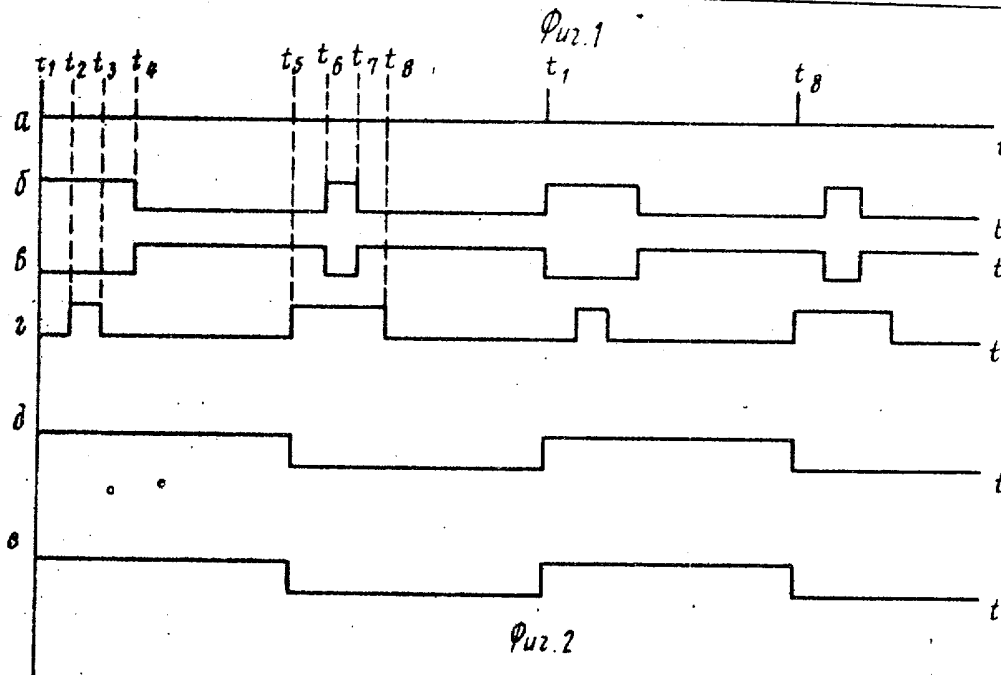 Фиг.1
t₁ t₂ t₃ t₄ t₅ t₆ t₇ t₈ t₁ t₈
а t
б t
в t
г t
д t
е t
Фиг.2